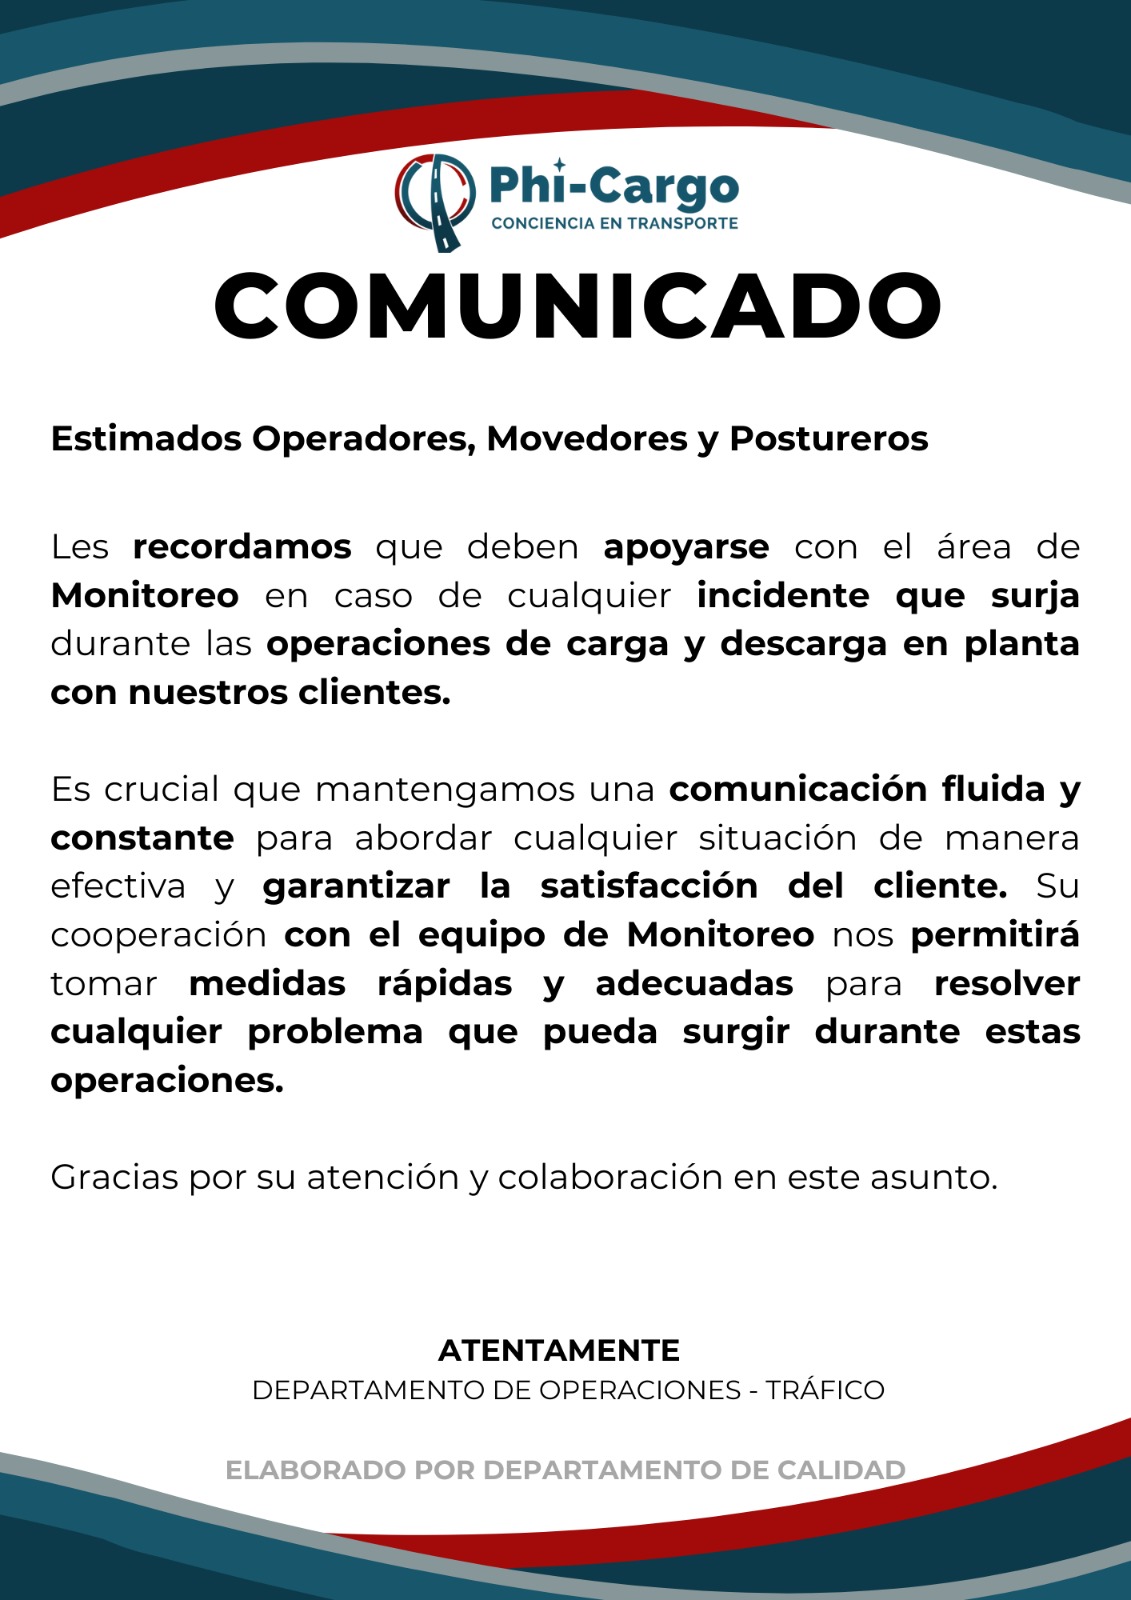 Phi-Cargo
CONCIENCIA EN TRANSPORTE
COMUNICADO
Estimados Operadores, Movedores y Postureros
Les recordamos que deben apoyarse con el área de
Monitoreo en caso de cualquier incidente que surja
durante las operaciones de carga y descarga en planta
con nuestros clientes.
Es crucial que mantengamos una comunicación fluida y
constante para abordar cualquier situación de manera
efectiva y garantizar la satisfacción del cliente. Su
cooperación con el equipo de Monitoreo nos permitirá
tomar medidas rápidas y adecuadas para resolver
cualquier problema que pueda surgir durante estas
operaciones.
Gracias por su atención y colaboración en este asunto.
ATENTAMENTE
DEPARTAMENTO DE OPERACIONES - TRÁFICO
ELABORADO POR DEPARTAMENTO DE CALIDAD